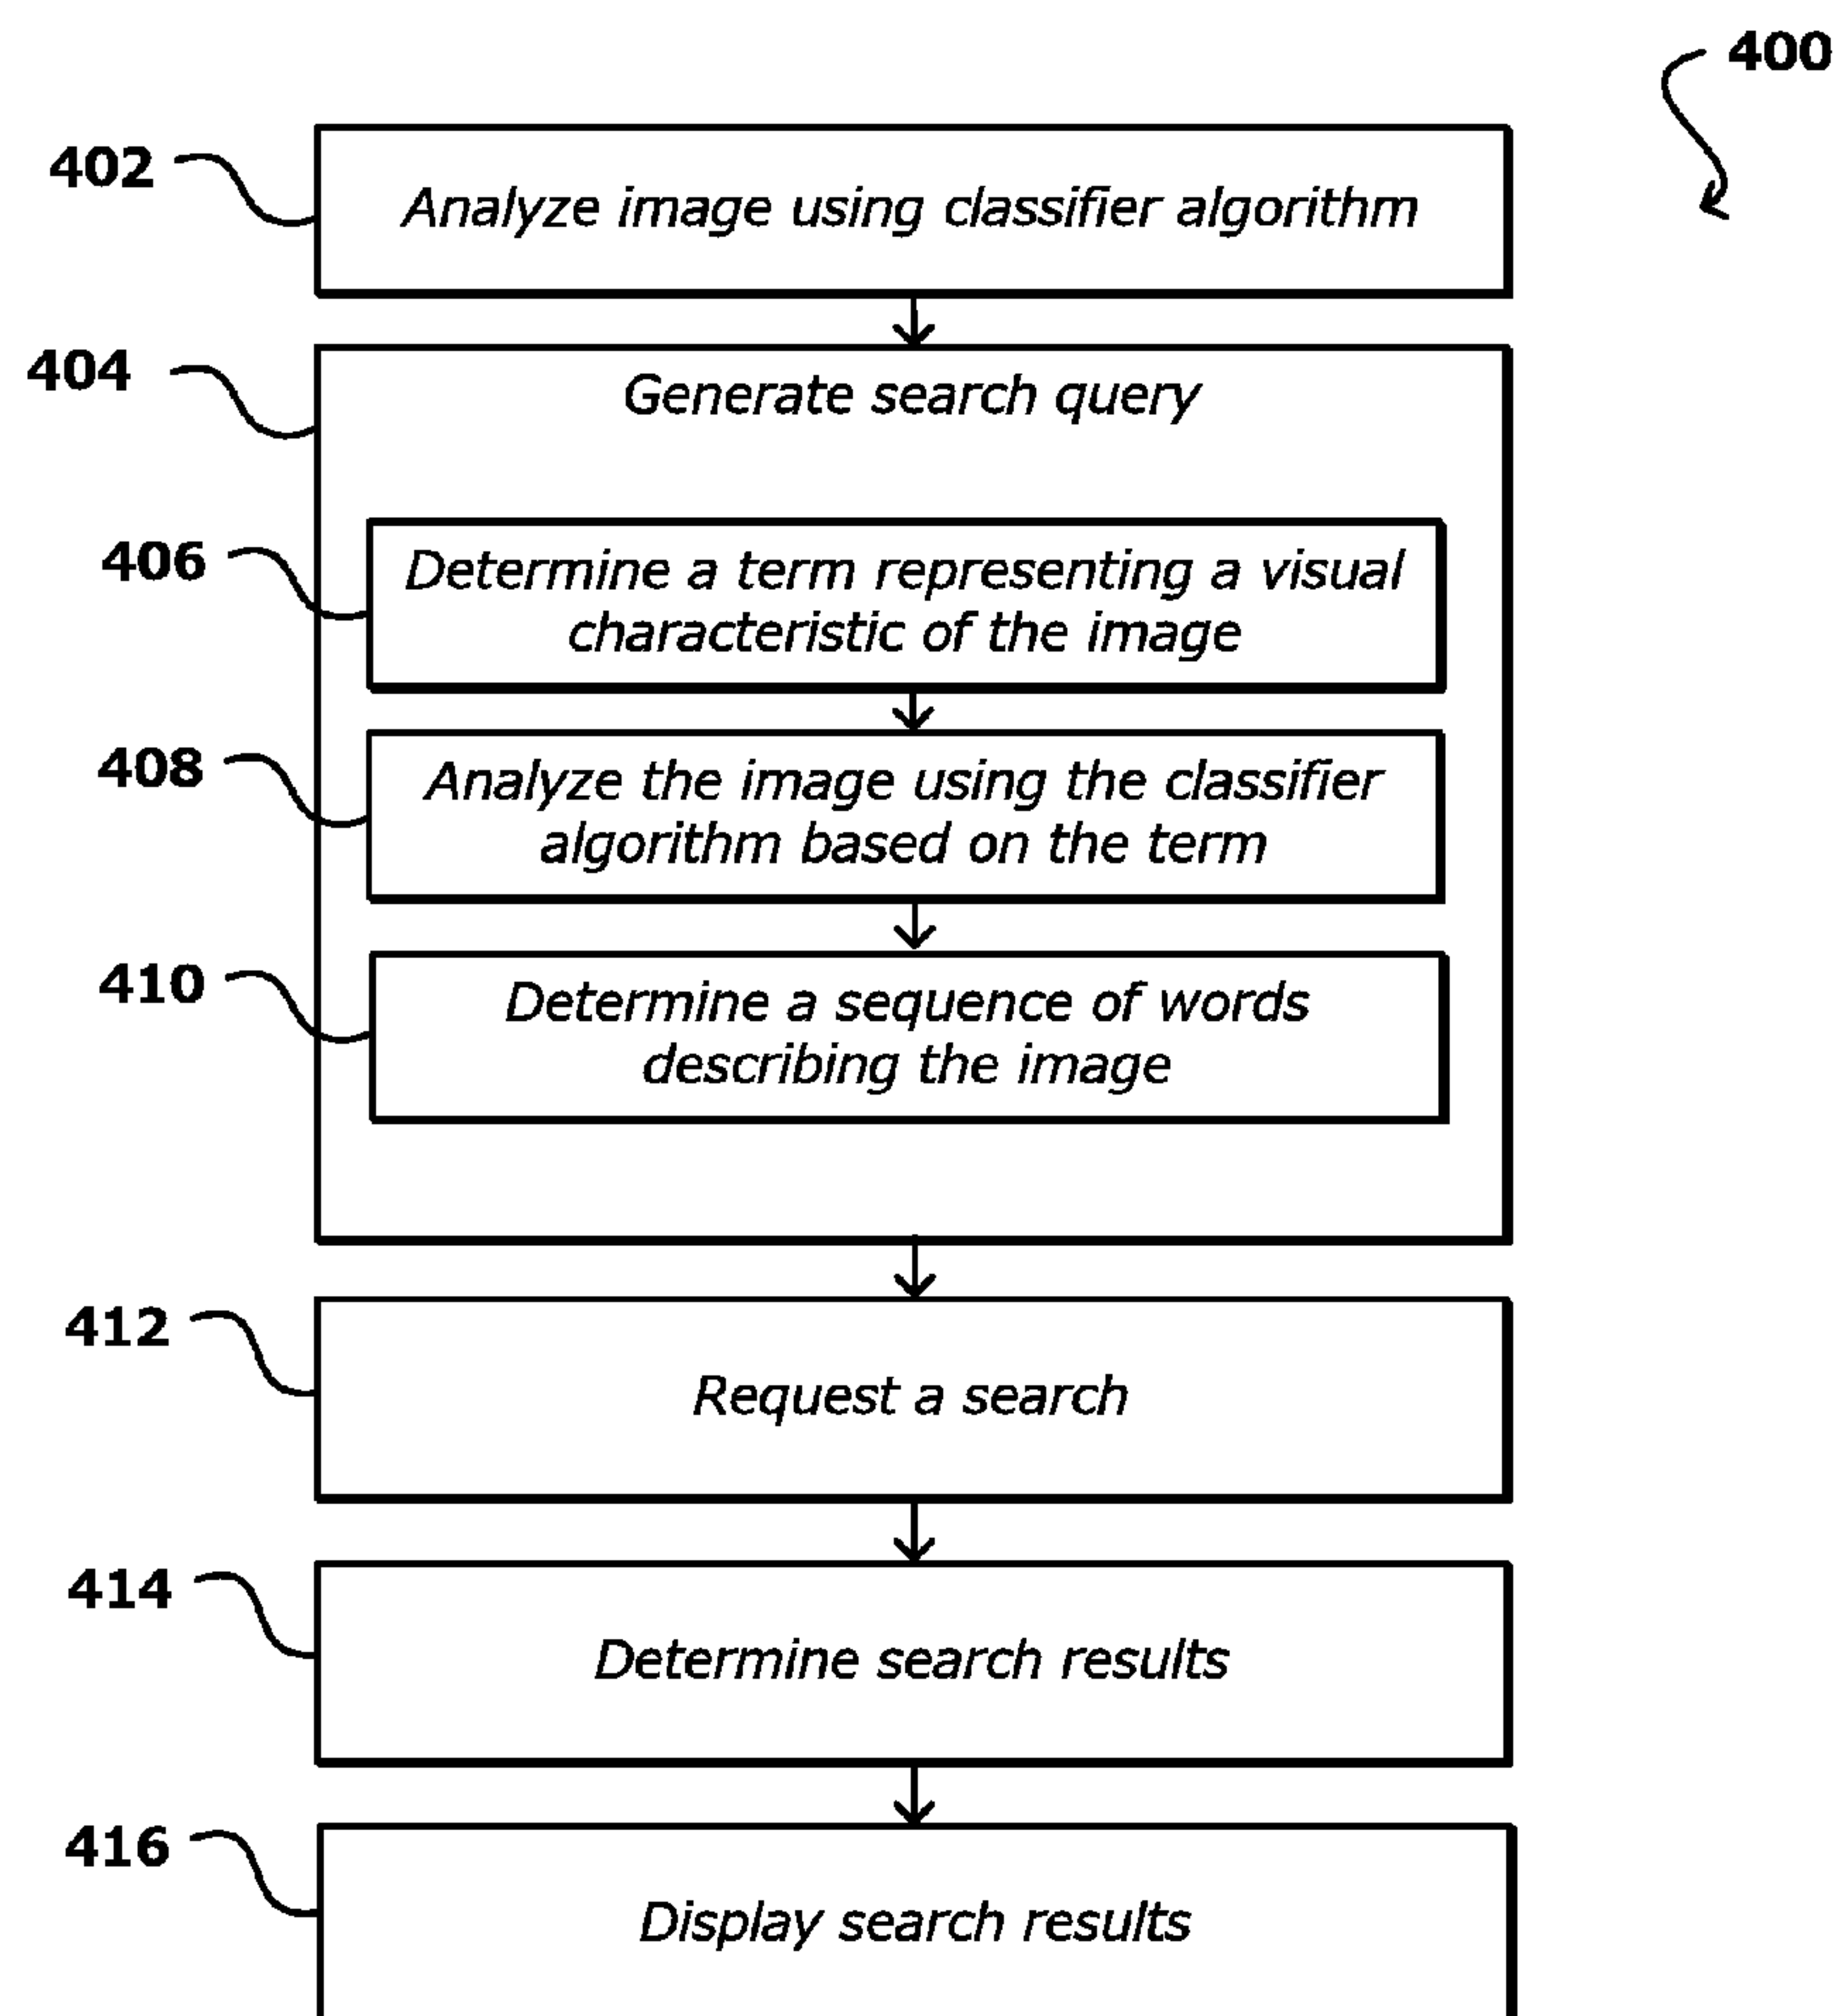 400
402
Analyze image using classifier algorithm
404
Generate search query
406
Determine a term representing a visual
characteristic of the image
408
Analyze the image using the classifier
algorithm based on the term
410
Determine a sequence of words
describing the image
412
Request a search
414
Determine search results
416
Display search results